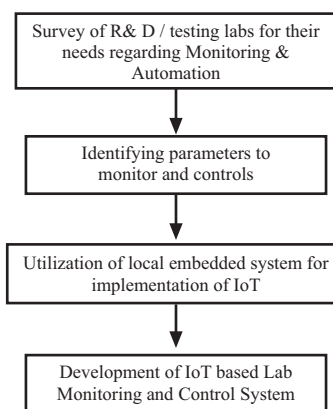 Survey of R& D / testing labs for their
needs regarding Monitoring &
Automation
Identifying parameters to
monitor and controls
Utilization of local embedded system for
implementation of IoT
Development of IoT based Lab
Monitoring and Control System